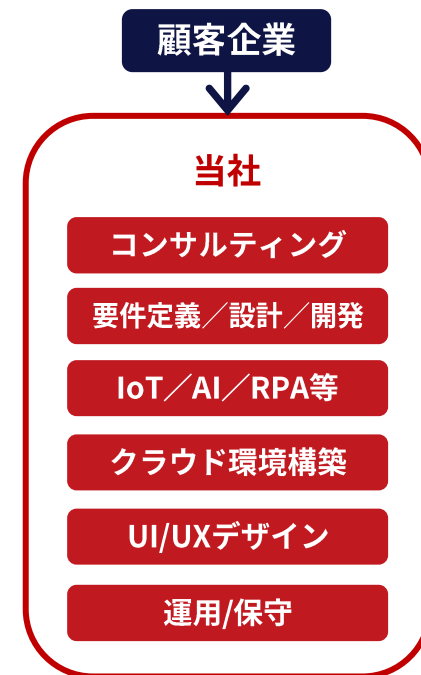 顧客企業
当社
コンサルティング
要件定義／設計／開発
IoT／AI／RPA等
クラウド環境構築
UI/UXデザイン
運用/保守